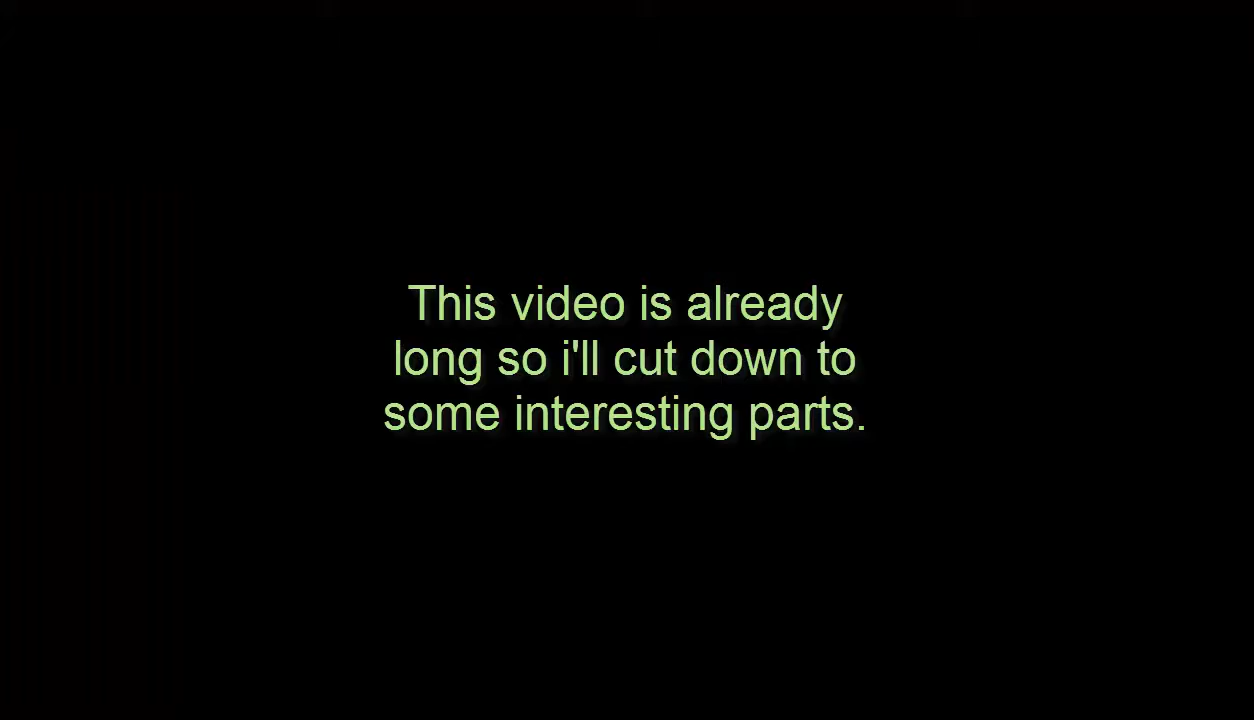 This video is already
long so i'll cut down to
some interesting parts.